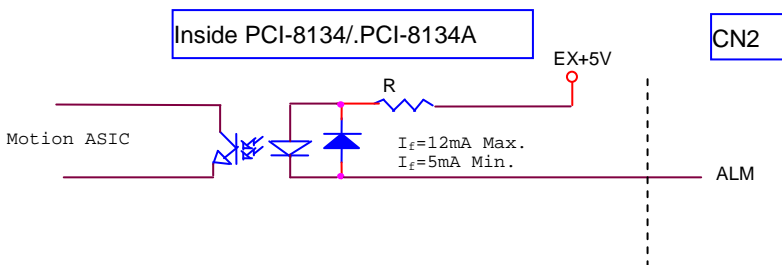 Inside PCI-8134/.PCI-8134A
CN2
EX+5V
R
Motion ASIC
If=12mA Max.
If=5mA Min.
ALM